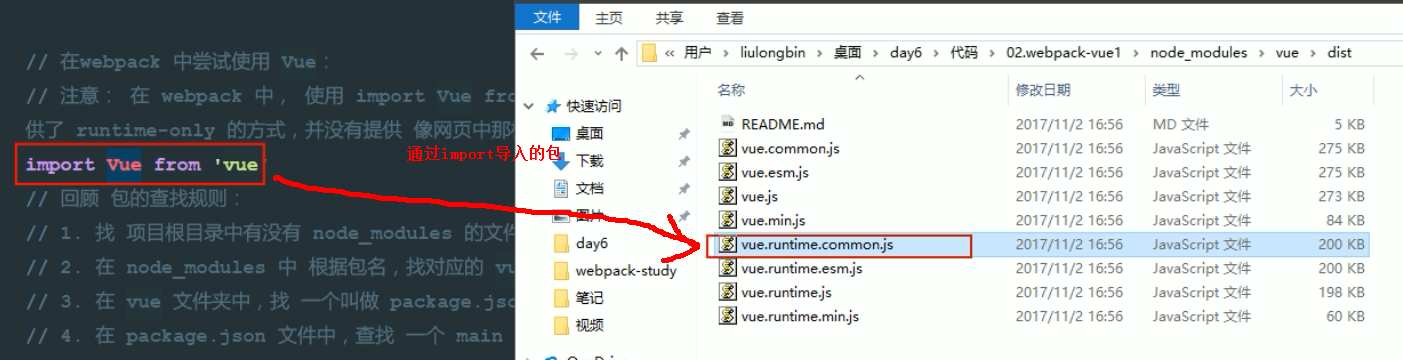 // 在webpack 中尝试使用 Vue：
// 注意： 在 webpack 中， 使用 import Vue fro
供了 runtime-only 的方式，并没有提供 像网页中那
import Vue from 'vue
// 回顾 包的查找规则：
// 1. 找 项目根目录中有没有 node_modules 的文件
// 2. 在 node_modules 中 根据包名，找对应的 vu
// 3. 在 vue 文件夹中，找 一个叫做 package.jso
// 4. 在 package.json 文件中，查找 一个 main
通过import导入的包
文件 主页 共享 查看
« 用户 › liulongbin › 桌面 › day6 › 代码 › 02.webpack-vue1 › node_modules › vue › dist
快速访问
桌面
下载
文档
图片
day6
webpack-study
笔记
视频
名称 修改日期 类型 大小
README.md 2017/11/2 16:56 MD 文件 5 KB
vue.common.js 2017/11/2 16:56 JavaScript 文件 275 KB
vue.esm.js 2017/11/2 16:56 JavaScript 文件 275 KB
vue.js 2017/11/2 16:56 JavaScript 文件 273 KB
vue.min.js 2017/11/2 16:56 JavaScript 文件 84 KB
vue.runtime.common.js 2017/11/2 16:56 JavaScript 文件 200 KB
vue.runtime.esm.js 2017/11/2 16:56 JavaScript 文件 200 KB
vue.runtime.js 2017/11/2 16:56 JavaScript 文件 198 KB
vue.runtime.min.js 2017/11/2 16:56 JavaScript 文件 60 KB